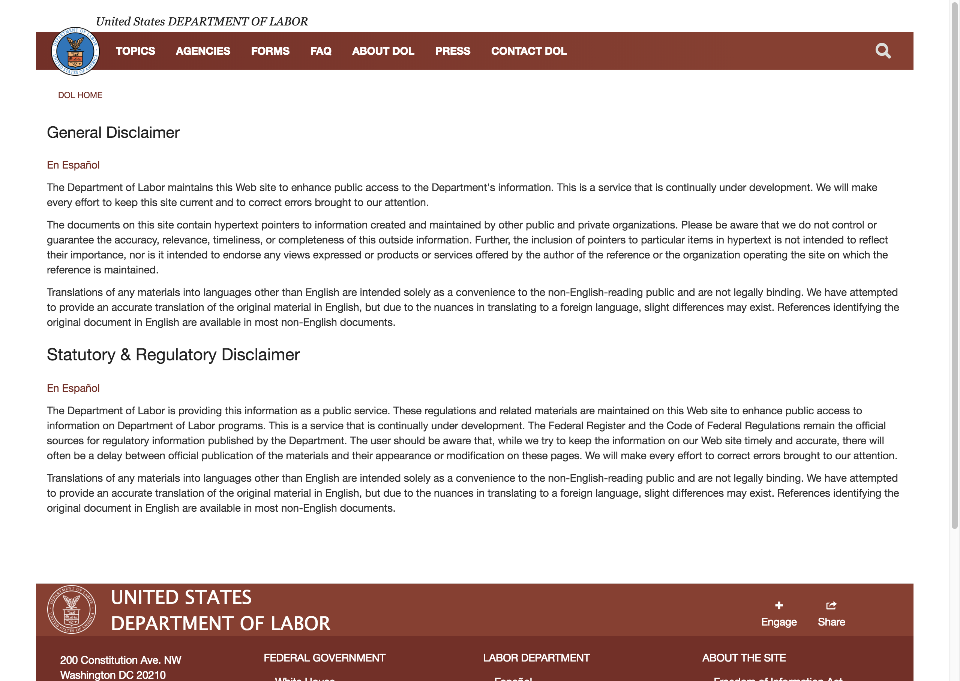 United States DEPARTMENT OF LABOR
TOPICS AGENCIES FORMS FAQ ABOUT DOL PRESS CONTACT DOL
DOL HOME
General Disclaimer
En Español
The Department of Labor maintains this Web site to enhance public access to the Department's information. This is a service that is continually under development. We will make
every effort to keep this site current and to correct errors brought to our attention.
The documents on this site contain hypertext pointers to information created and maintained by other public and private organizations. Please be aware that we do not control or
guarantee the accuracy, relevance, timeliness, or completeness of this outside information. Further, the inclusion of pointers to particular items in hypertext is not intended to reflect
their importance, nor is it intended to endorse any views expressed or products or services offered by the author of the reference or the organization operating the site on which the
reference is maintained.
Translations of any materials into languages other than English are intended solely as a convenience to the non-English-reading public and are not legally binding. We have attempted
to provide an accurate translation of the original material in English, but due to the nuances in translating to a foreign language, slight differences may exist. References identifying the
original document in English are available in most non-English documents.
Statutory & Regulatory Disclaimer
En Español
The Department of Labor is providing this information as a public service. These regulations and related materials are maintained on this Web site to enhance public access to
information on Department of Labor programs. This is a service that is continually under development. The Federal Register and the Code of Federal Regulations remain the official
sources for regulatory information published by the Department. The user should be aware that, while we try to keep the information on our Web site timely and accurate, there will
often be a delay between official publication of the materials and their appearance or modification on these pages. We will make every effort to correct errors brought to our attention.
Translations of any materials into languages other than English are intended solely as a convenience to the non-English-reading public and are not legally binding. We have attempted
to provide an accurate translation of the original material in English, but due to the nuances in translating to a foreign language, slight differences may exist. References identifying the
original document in English are available in most non-English documents.
UNITED STATES
DEPARTMENT OF LABOR
Engage Share
200 Constitution Ave. NW
Washington DC 20210
FEDERAL GOVERNMENT
White House
LABOR DEPARTMENT
Español
ABOUT THE SITE
Freedom of Information Act